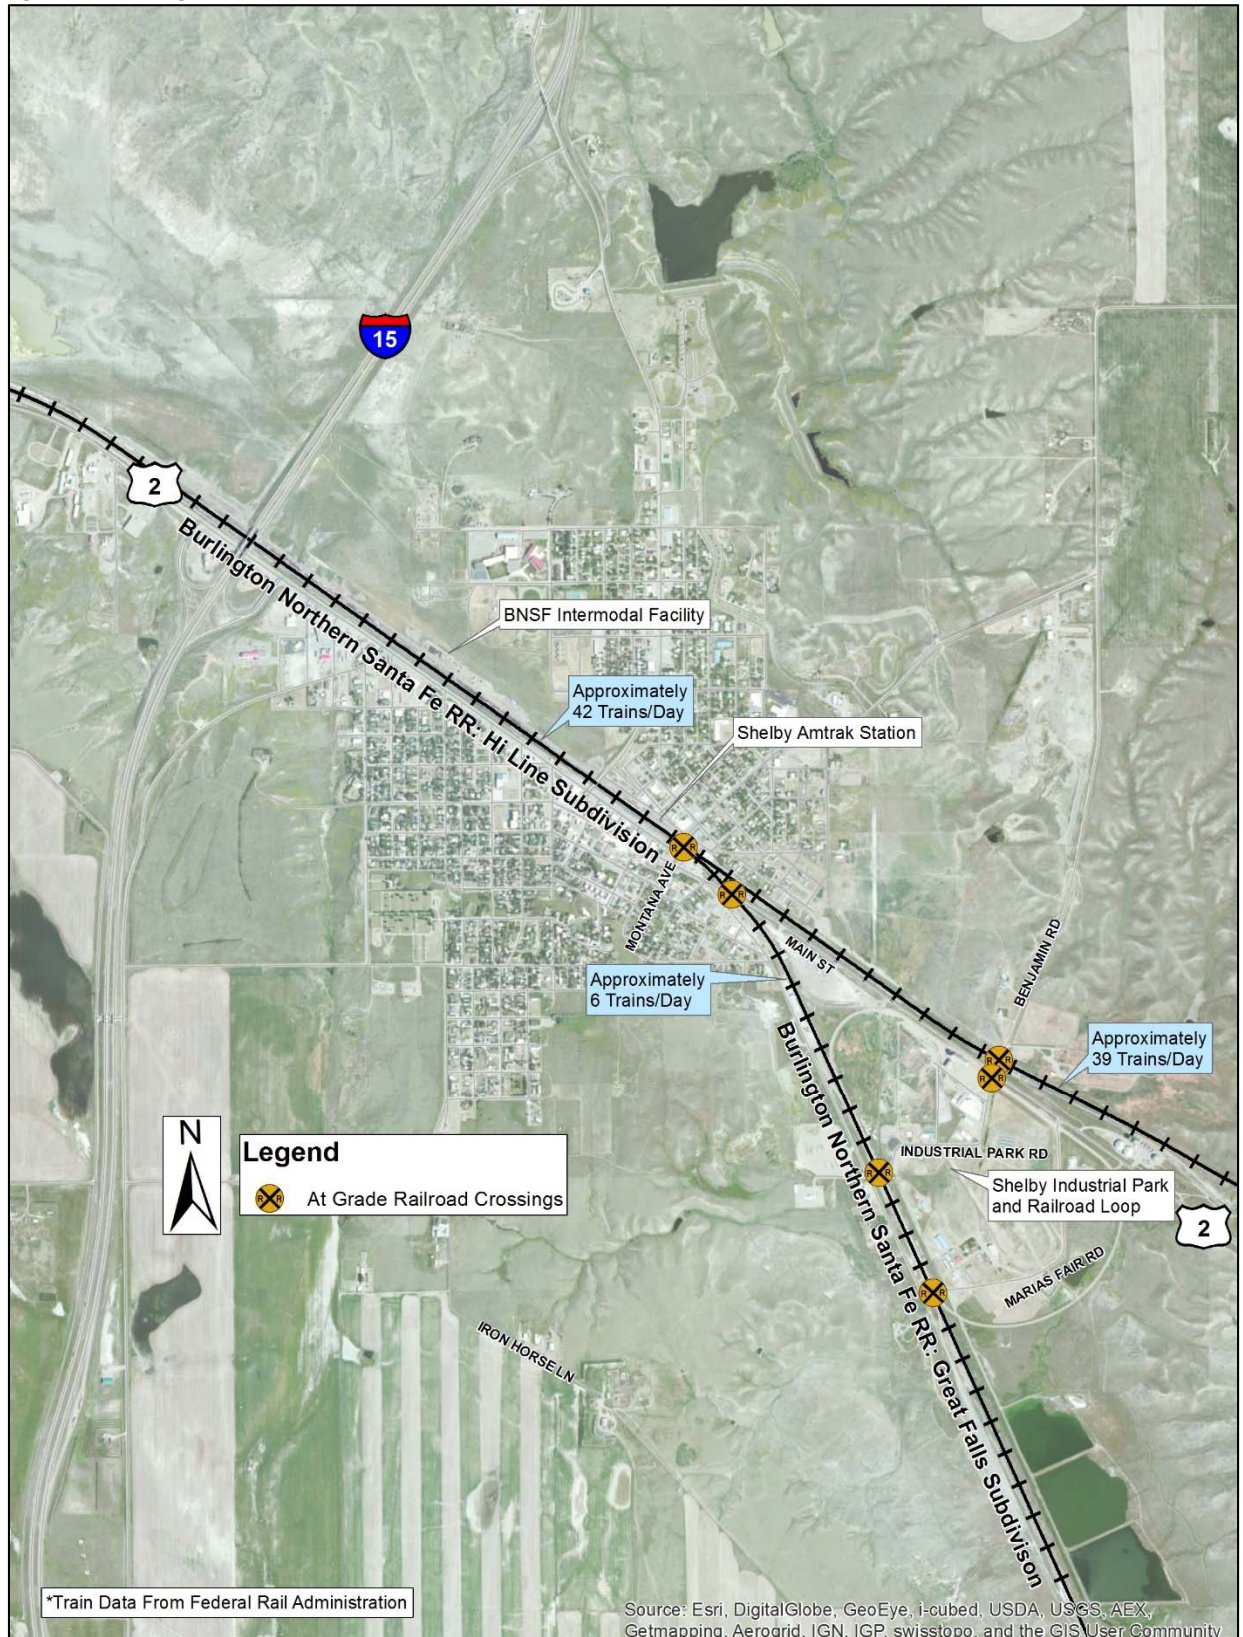 15
2
Burlington Northern Santa Fe RR: Hi Line Subdivision
BNSF Intermodal Facility
Approximately
42 Trains/Day
Shelby Amtrak Station
MONTANA AVE
MAIN ST
BENJAMIN RD
Approximately
6 Trains/Day
Approximately
39 Trains/Day
Burlington Northern Santa Fe RR: Great Falls Subdivison
N
Legend
R R At Grade Railroad Crossings
INDUSTRIAL PARK RD
Shelby Industrial Park
and Railroad Loop
2
MARIAS FAIR RD
IRON HORSE LN
*Train Data From Federal Rail Administration
Source: Esri, DigitalGlobe, GeoEye, i-cubed, USDA, USGS, AEX,
Getmapping, Aerogrid, IGN, IGP, swisstopo, and the GIS User Community